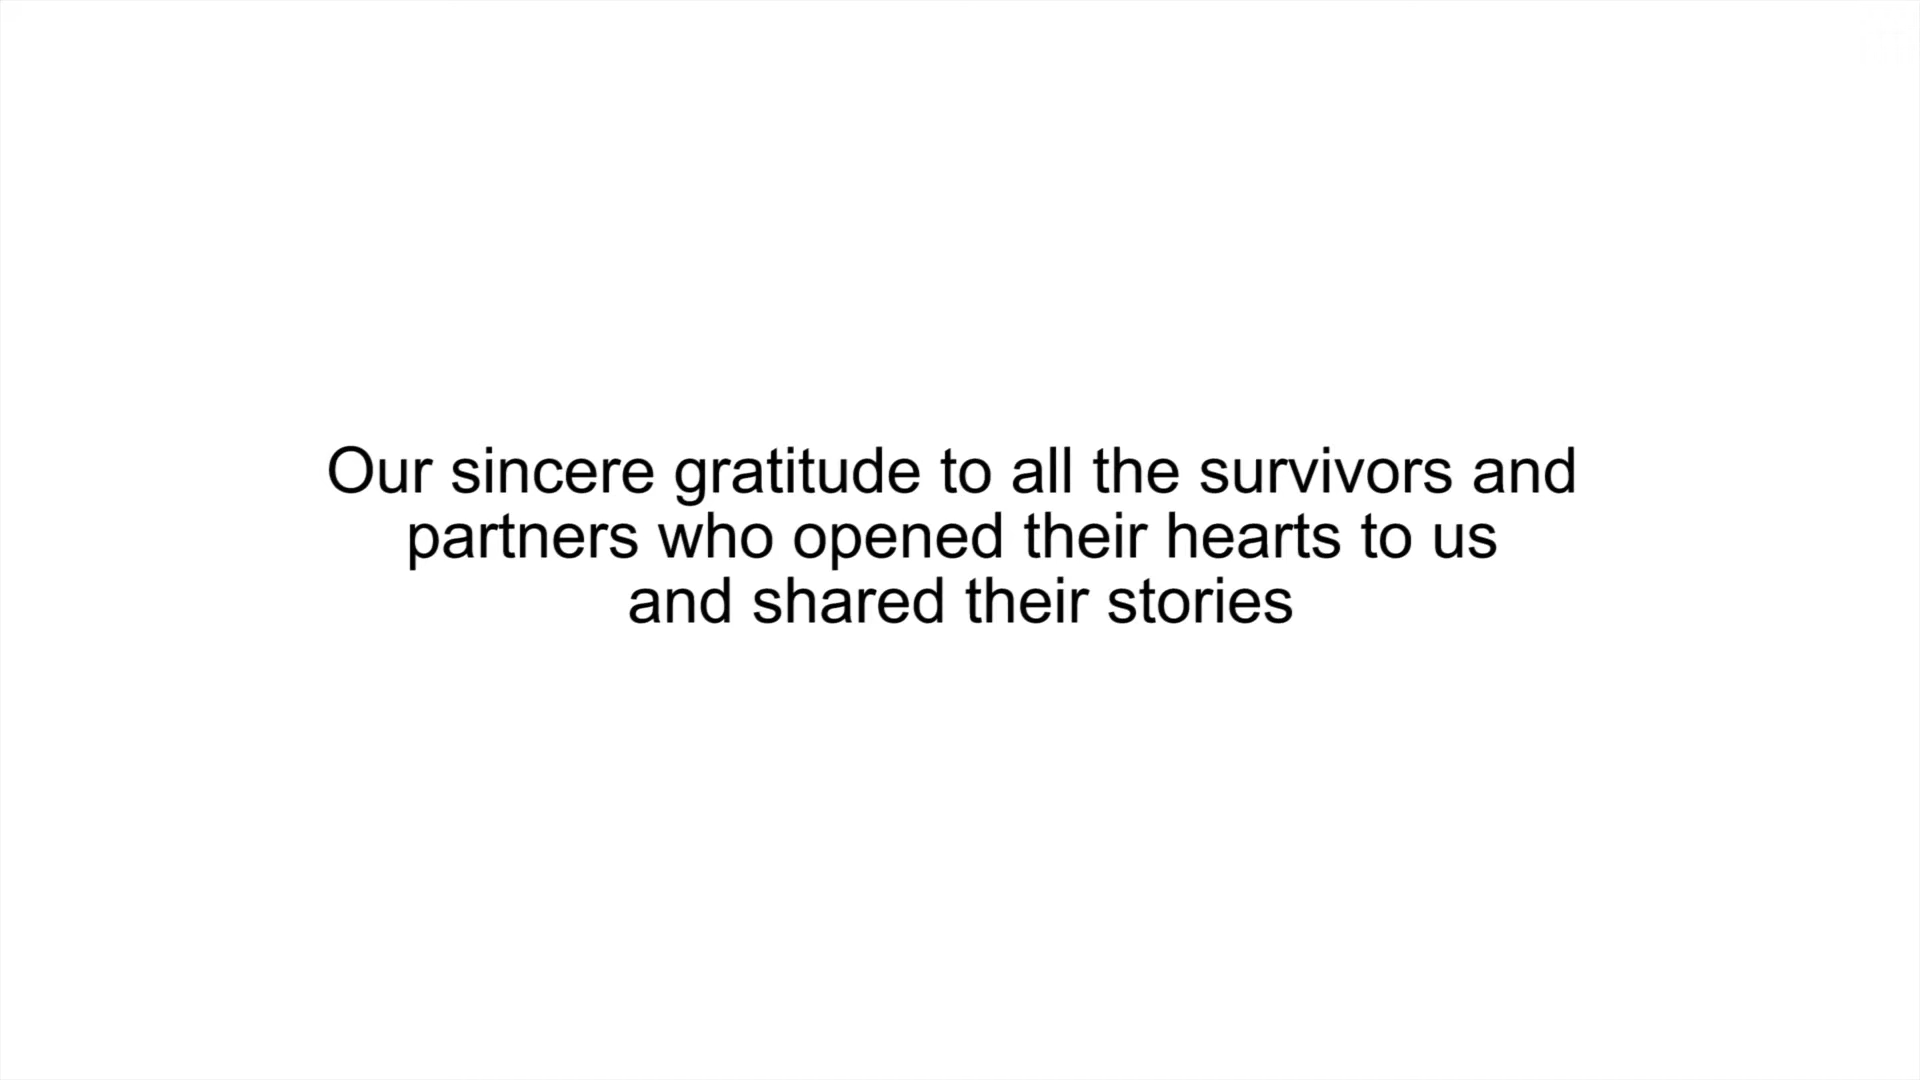 Our sincere gratitude to all the survivors and
partners who opened their hearts to us
and shared their stories